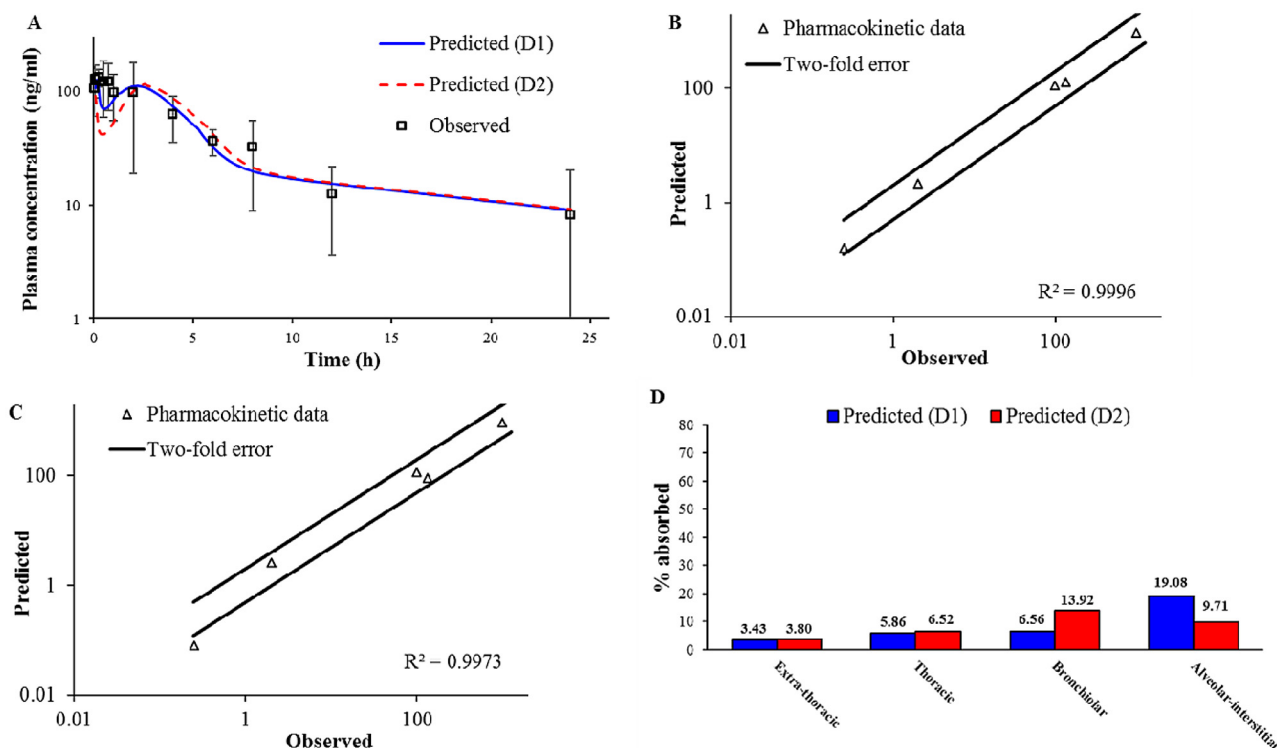 A
Plasma concentration (ng/ml)
100
10
1
0 5 10 15 20 25
Time (h)
Predicted (D1)
Predicted (D2)
Observed
B
Pharmacokinetic data
Two-fold error
Predicted
100
1
0.01
0.01 1 100
Observed
R² = 0.9996
C
Pharmacokinetic data
Two-fold error
Predicted
100
1
0.01
0.01 1 100
Observed
R² – 0.9973
D
Predicted (D1) Predicted (D2)
% absorbed
80
70
60
50
40
30
20
10
0
3.43 3.80 5.86 6.52 6.56 13.92 19.08 9.71
Extra-thoracic
Thoracic
Bronchiolar
Alveolar-interstitial